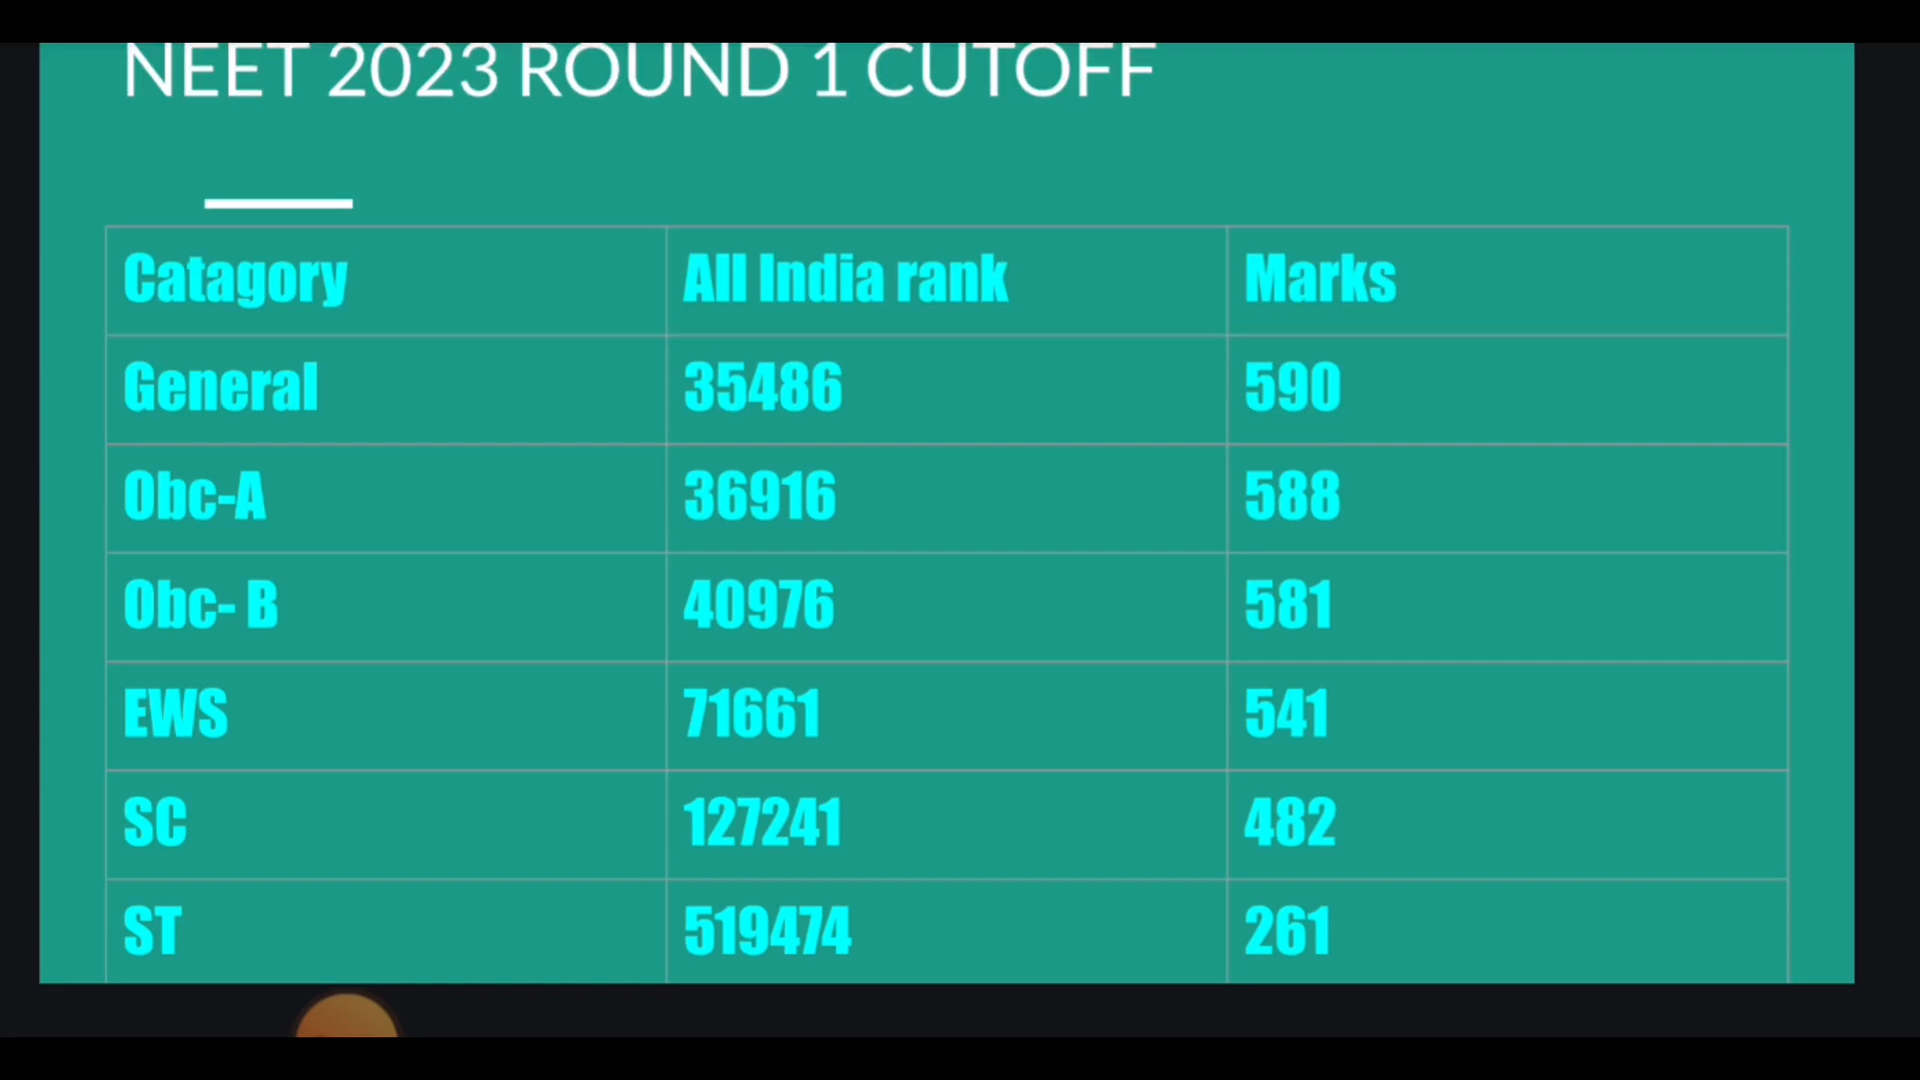 NEET 2023 ROUND 1 CUTOFF
Catagory All India rank Marks
General 35486 590
Obc-A 36916 588
Obc- B 40976 581
EWS 71661 541
SC 127241 482
ST 519474 261